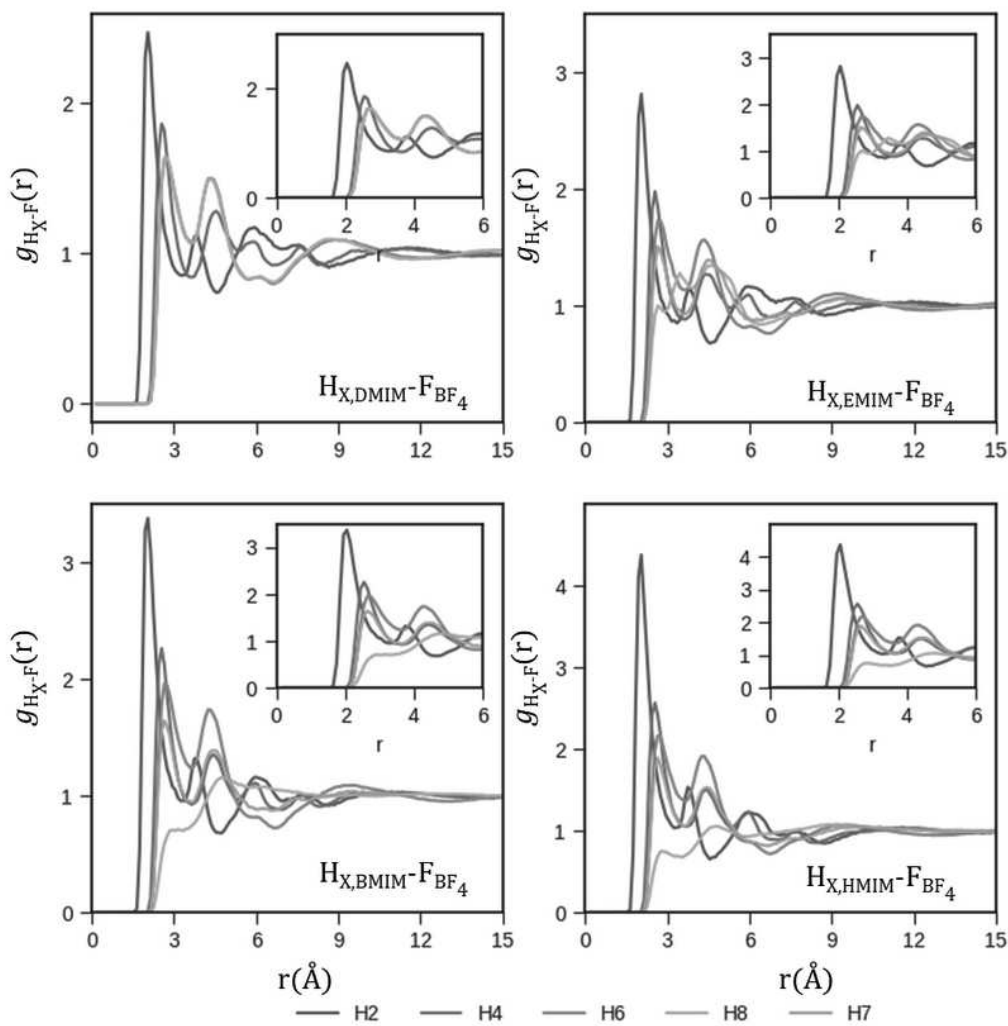 g_{H_X-F}(r)
2
1
0
0 3 6 9 12 15
2
1
0
0 2 4 6
r
H_{X,DMIM}-F_{BF_4}
g_{H_X-F}(r)
3
2
1
0
0 3 6 9 12 15
3
2
1
0
0 2 4 6
r
H_{X,EMIM}-F_{BF_4}
g_{H_X-F}(r)
3
2
1
0
0 3 6 9 12 15
3
2
1
0
0 2 4 6
r
H_{X,BMIM}-F_{BF_4}
r(Å)
g_{H_X-F}(r)
4
3
2
1
0
0 3 6 9 12 15
4
3
2
1
0
0 2 4 6
r
H_{X,HMIM}-F_{BF_4}
r(Å)
H2 H4 H6 H8 H7